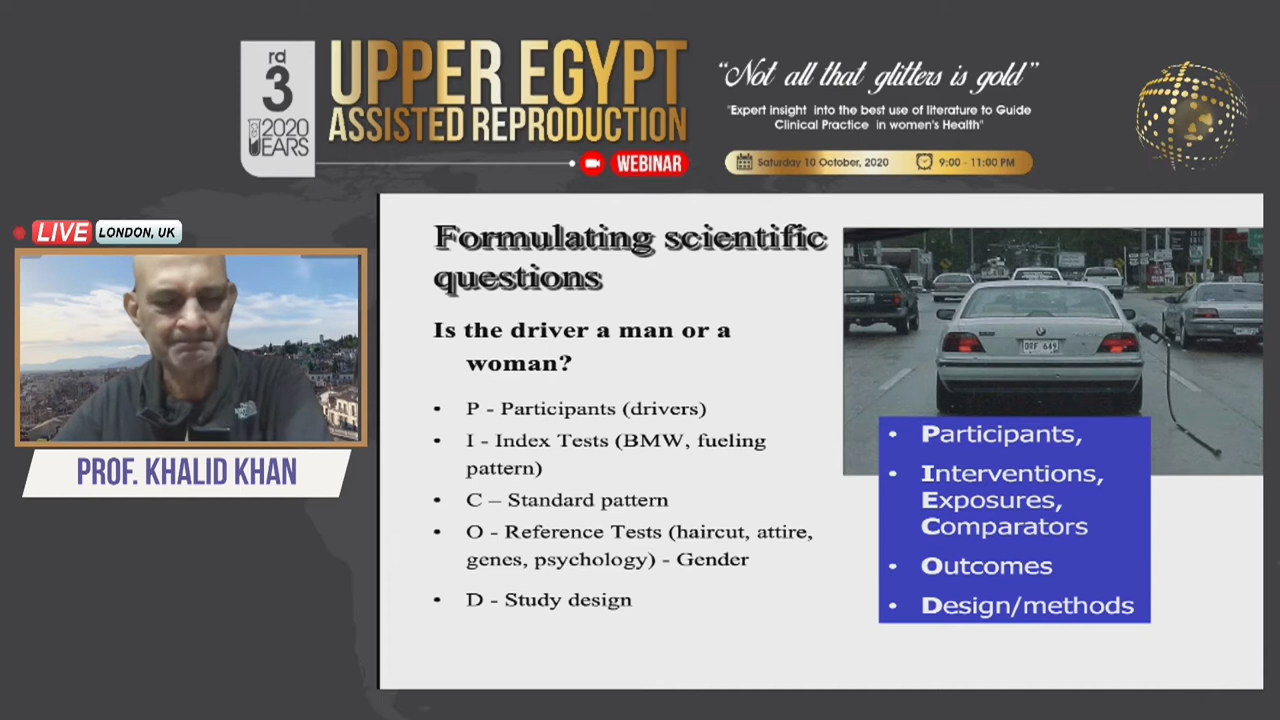 rd
3
2020
EARS
UPPER EGYPT
ASSISTED REPRODUCTION
WEBINAR
"Not all that glitters is gold"
"Expert insight into the best use of literature to Guide
Clinical Practice in women's Health"
Saturday 10 October, 2020
9:00 - 11:00 PM
LIVE
LONDON, UK
PROF. KHALID KHAN
Formulating scientific
questions
Is the driver a man or a
woman?
• P - Participants (drivers)
• I - Index Tests (BMW, fueling
pattern)
• C – Standard pattern
• O - Reference Tests (haircut, attire,
genes, psychology) - Gender
• D - Study design
• Participants,
• Interventions,
Exposures,
Comparators
• Outcomes
• Design/methods